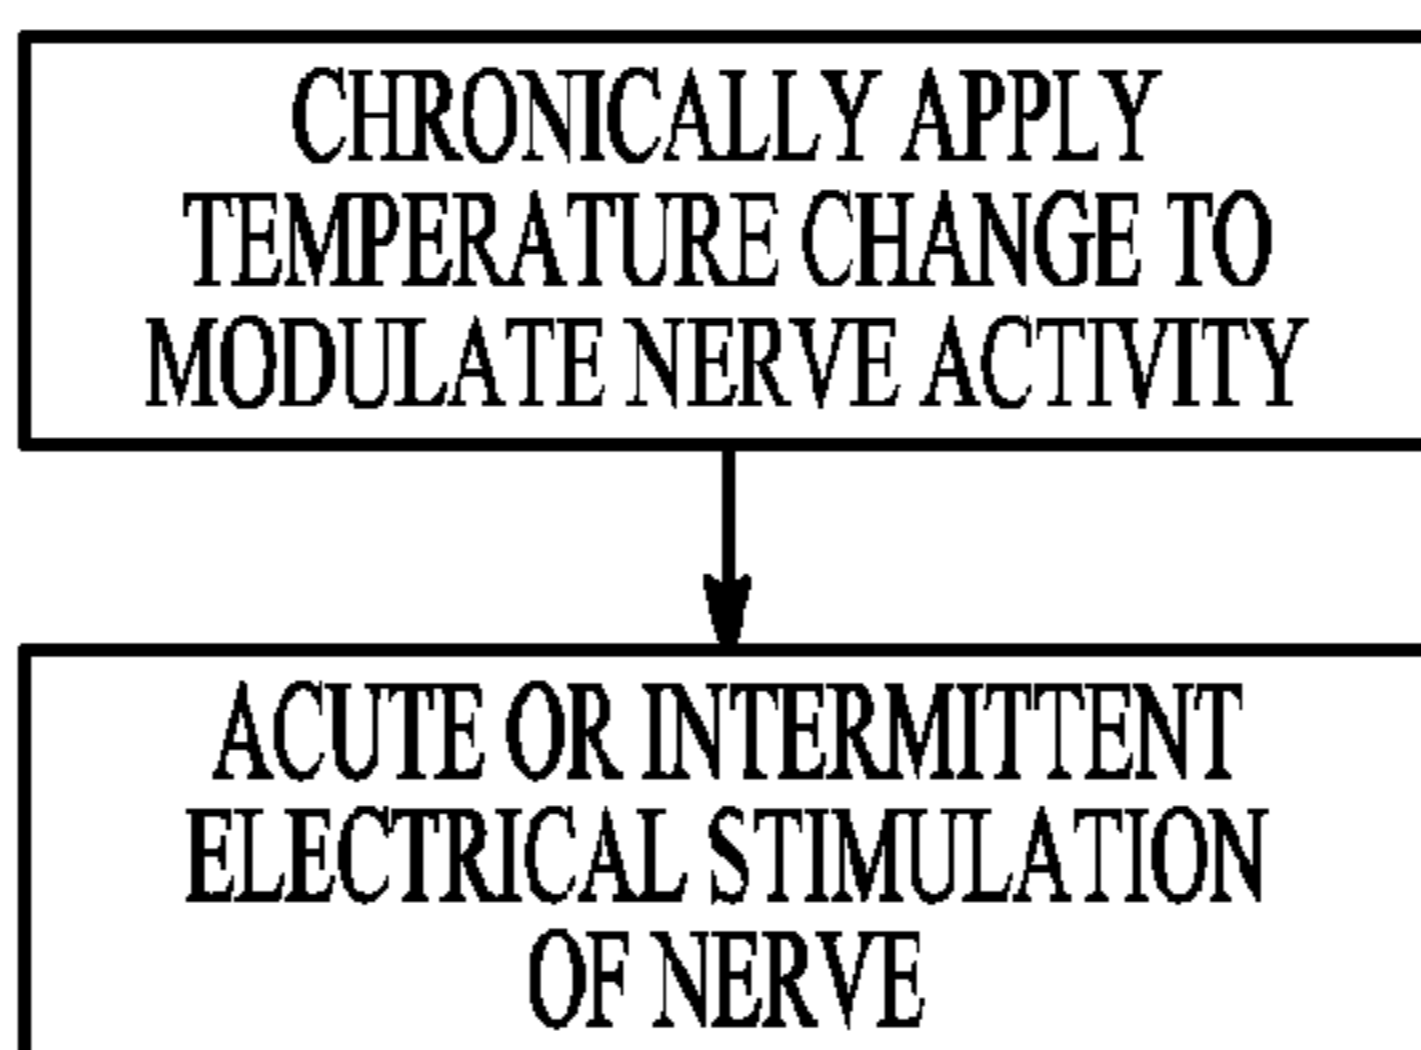 CHRONICALLY APPLY
TEMPERATURE CHANGE TO
MODULATE NERVE ACTIVITY
ACUTE OR INTERMITTENT
ELECTRICAL STIMULATION
OF NERVE